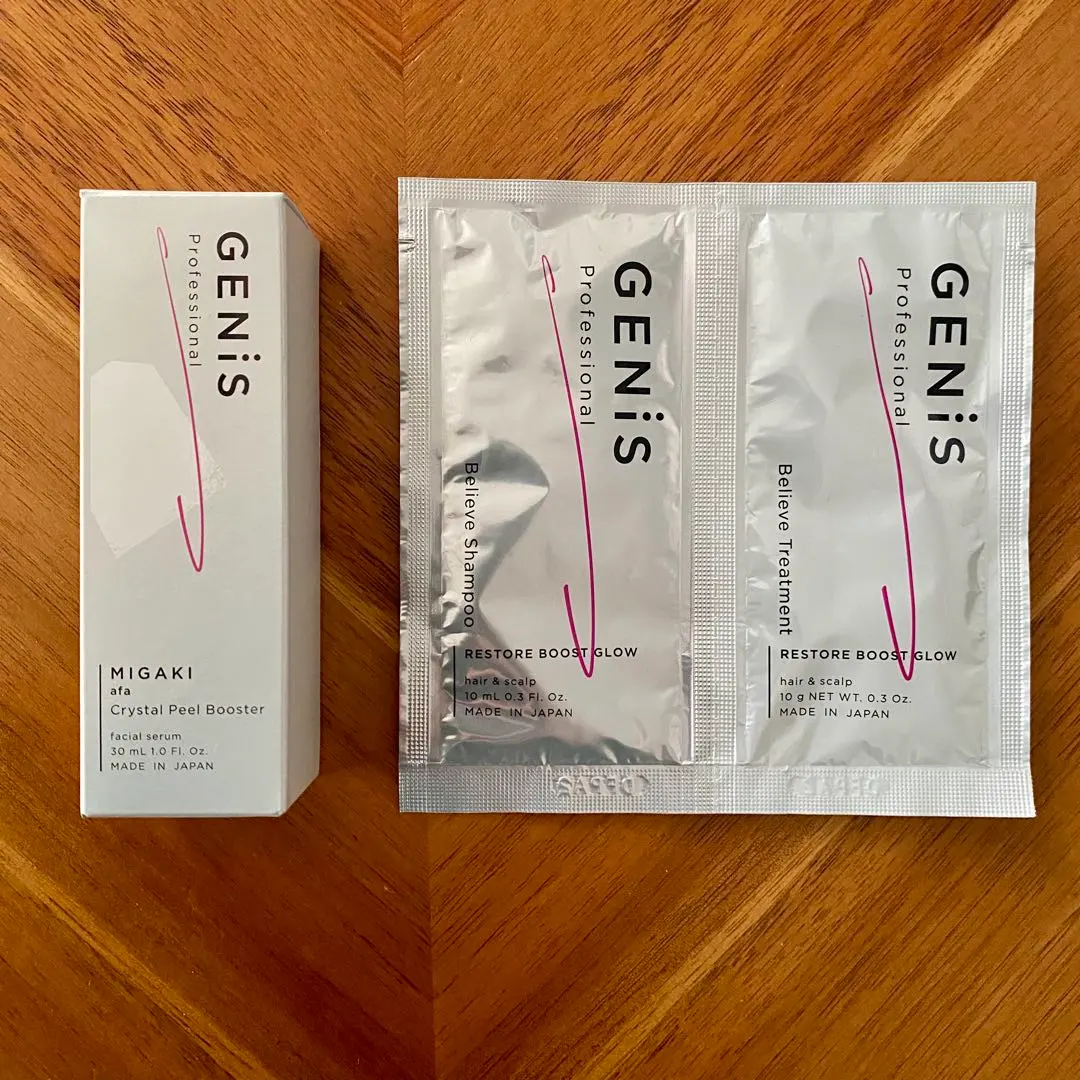 GENiS
Professional
MIGAKI
afa
Crystal Peel Booster
facial serum
30 mL 1.0 Fl. Oz.
MADE IN JAPAN
GENiS
Professional
Believe Shampoo
RESTORE BOOST GLOW
hair & scalp
10 mL 0.3 Fl. Oz.
MADE IN JAPAN
GENiS
Professional
Believe Treatment
RESTORE BOOST GLOW
hair & scalp
10 g NET WT. 0.3 Oz.
MADE IN JAPAN